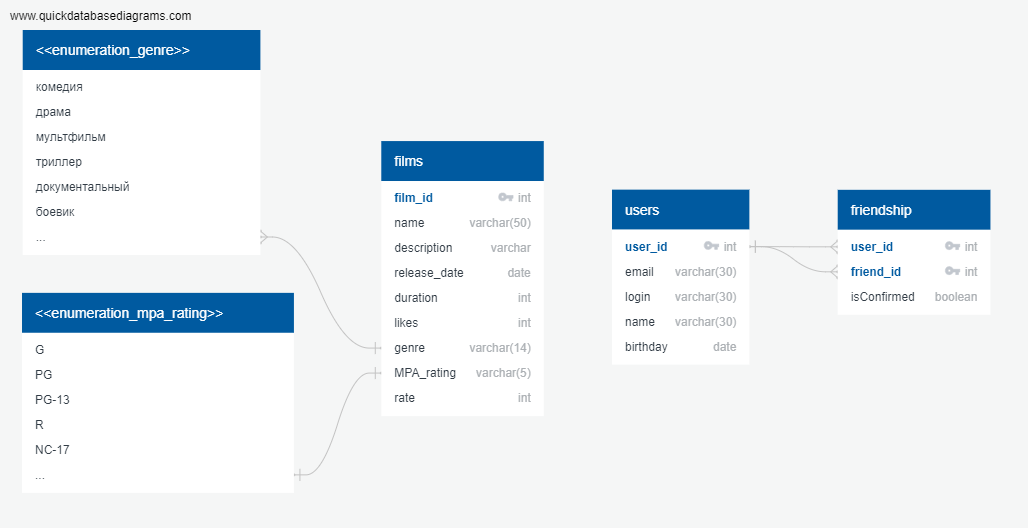 www.quickdatabasediagrams.com
<<enumeration_genre>>
комедия
драма
мультфильм
триллер
документальный
боевик
...
<<enumeration_mpa_rating>>
G
PG
PG-13
R
NC-17
...
films
film_id int
name varchar(50)
description varchar
release_date date
duration int
likes int
genre varchar(14)
MPA_rating varchar(5)
rate int
users
user_id int
email varchar(30)
login varchar(30)
name varchar(30)
birthday date
friendship
user_id int
friend_id int
isConfirmed boolean